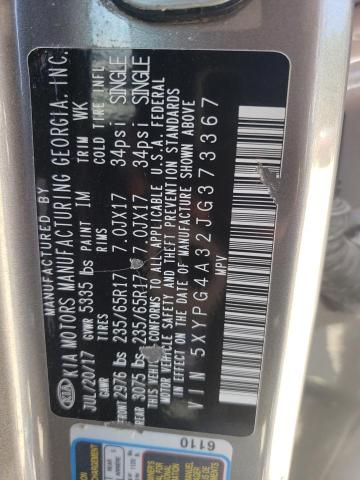 KIA
MANUFACTURED BY
KIA MOTORS MANUFACTURING GEORGIA, INC.
JUL/20/17 PAINT 1M TRIM WK
GVWR 5335 lbs COLD TIRE INFL
GAWR
FRONT 2976 lbs 235/65R17 7.0JX17 34psi SINGLE
GAWR
REAR 3075 lbs 235/65R17 7.0JX17 34psi SINGLE
THIS VEHICLE CONFORMS TO ALL APPLICABLE U.S.A. FEDERAL
MOTOR VEHICLE SAFETY AND THEFT PREVENTION STANDARDS
IN EFFECT ON THE DATE OF MANUFACTURE SHOWN ABOVE
VIN 5XYPG4A32JG373367
MPV
6110